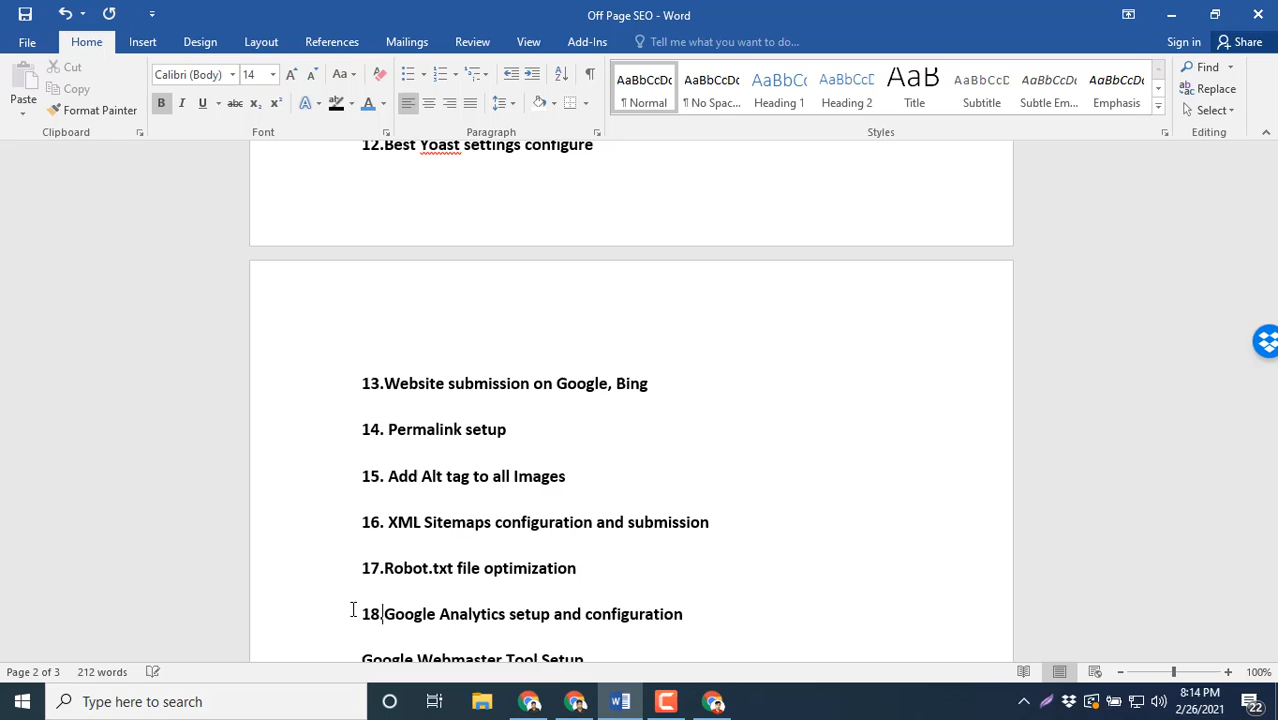 Off Page SEO - Word
File Home Insert Design Layout References Mailings Review View Add-Ins Tell me what you want to do... Sign in Share
Paste
Cut
Copy
Format Painter
Clipboard
Calibri (Body) 14
Font
Paragraph
AaBbCcDc AaBbCcDc AaBbCc AaBbCcD AaB AaBbCcD AaBbCcDc AaBbCcDc
¶ Normal ¶ No Spac... Heading 1 Heading 2 Title Subtitle Subtle Em... Emphasis
Styles
Find
Replace
Select
Editing
12.Best Yoast settings configure
13.Website submission on Google, Bing
14. Permalink setup
15. Add Alt tag to all Images
16. XML Sitemaps configuration and submission
17.Robot.txt file optimization
18.Google Analytics setup and configuration
Google Webmaster Tool Setup
Page 2 of 3 212 words 100%
Type here to search
8:14 PM
2/26/2021
22